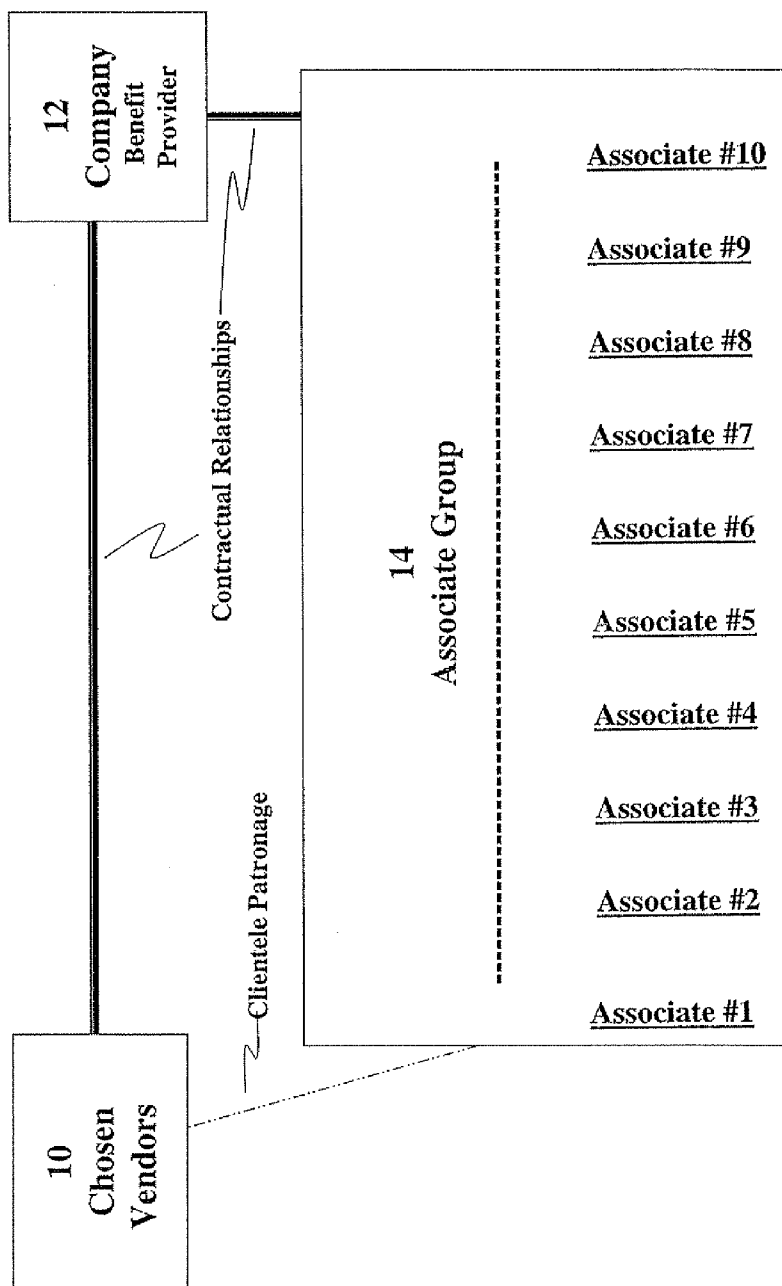 10
Chosen
Vendors
12
Company
Benefit
Provider
Contractual Relationships
Clientele Patronage
14
Associate Group
Associate #1
Associate #2
Associate #3
Associate #4
Associate #5
Associate #6
Associate #7
Associate #8
Associate #9
Associate #10